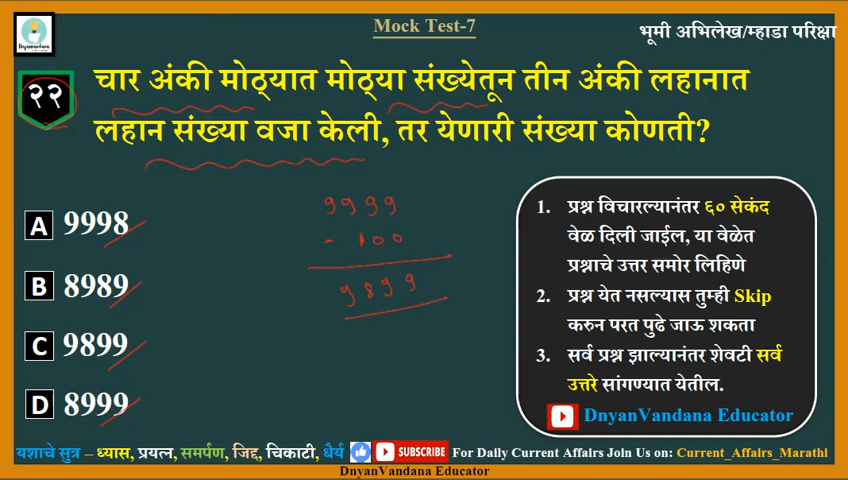 Mock Test-7
भूमी अभिलेख/म्हाडा परिक्षा
Dnyanvandana
२२
चार अंकी मोठ्यात मोठ्या संख्येतून तीन अंकी लहानात
लहान संख्या वजा केली, तर येणारी संख्या कोणती?
A 9998
B 8989
C 9899
D 8999
9999
- 100
9899
1. प्रश्न विचारल्यानंतर ६० सेकंद
वेळ दिली जाईल, या वेळेत
प्रश्नाचे उत्तर समोर लिहिणे
2. प्रश्न येत नसल्यास तुम्ही Skip
करुन परत पुढे जाऊ शकता
3. सर्व प्रश्न झाल्यानंतर शेवटी सर्व
उत्तरे सांगण्यात येतील.
DnyanVandana Educator
यशाचे सुत्र – ध्यास, प्रयत्न, समर्पण, जिद्द, चिकाटी, धैर्य SUBSCRIBE For Daily Current Affairs Join Us on: Current_Affairs_Marathi
DnyanVandana Educator